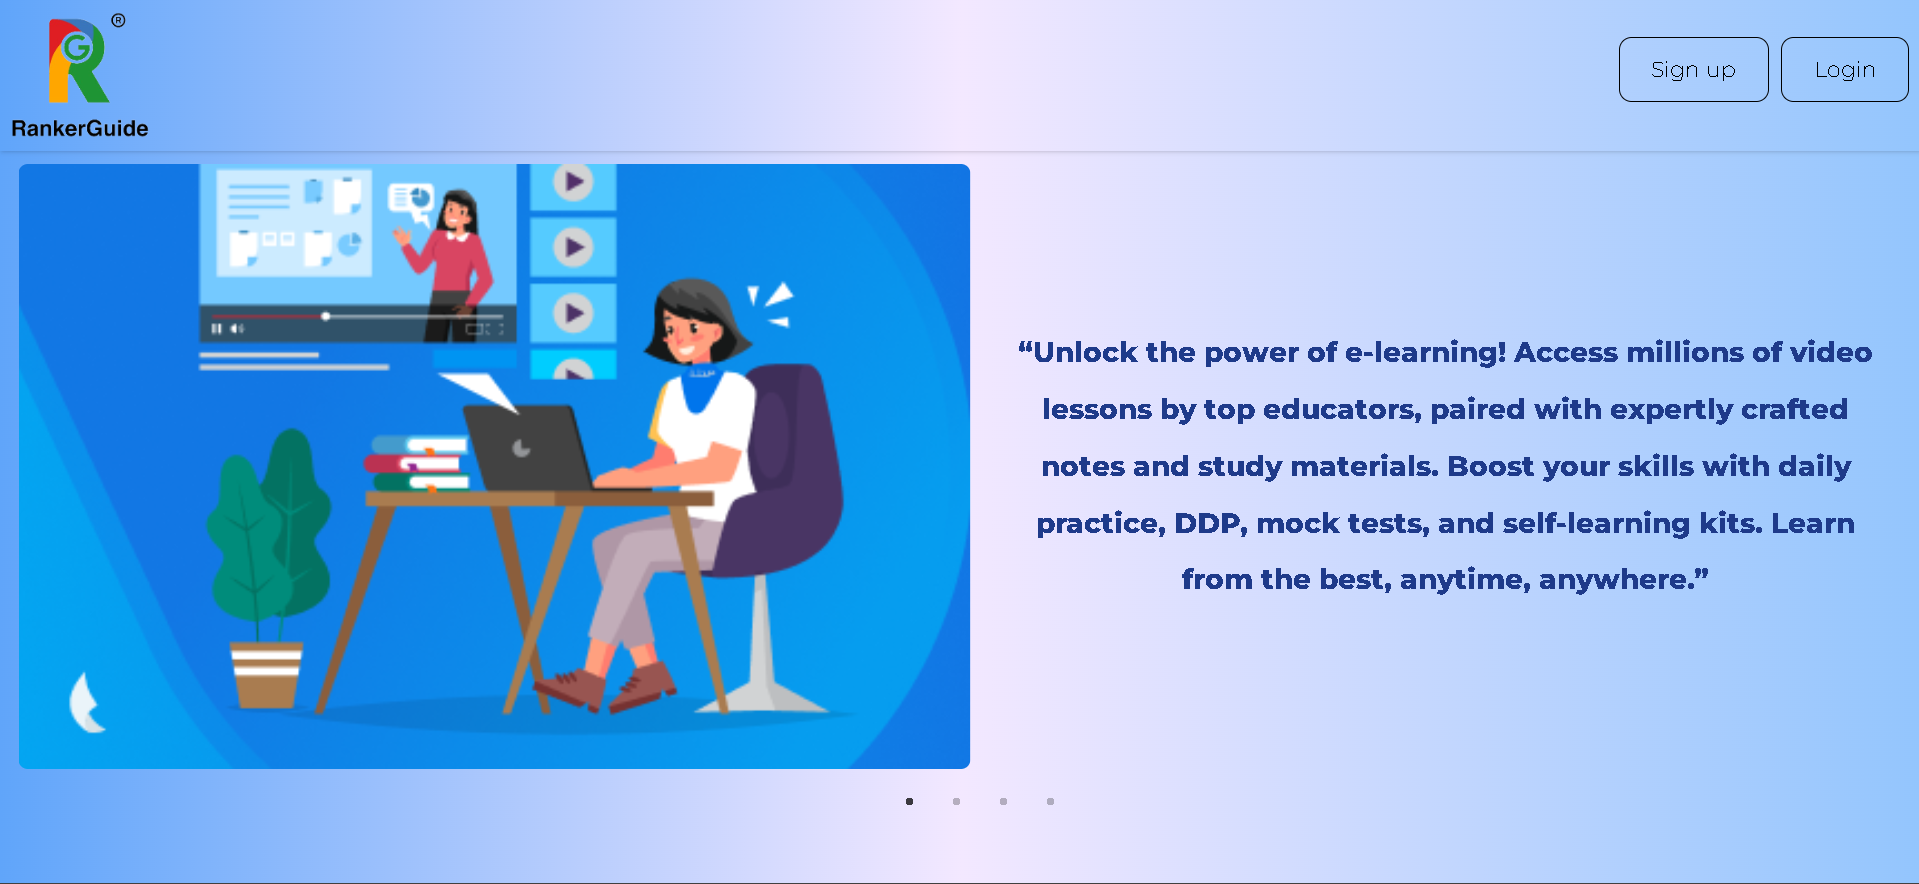 ®
RG
RankerGuide
Sign up
Login
“Unlock the power of e-learning! Access millions of video
lessons by top educators, paired with expertly crafted
notes and study materials. Boost your skills with daily
practice, DDP, mock tests, and self-learning kits. Learn
from the best, anytime, anywhere.”